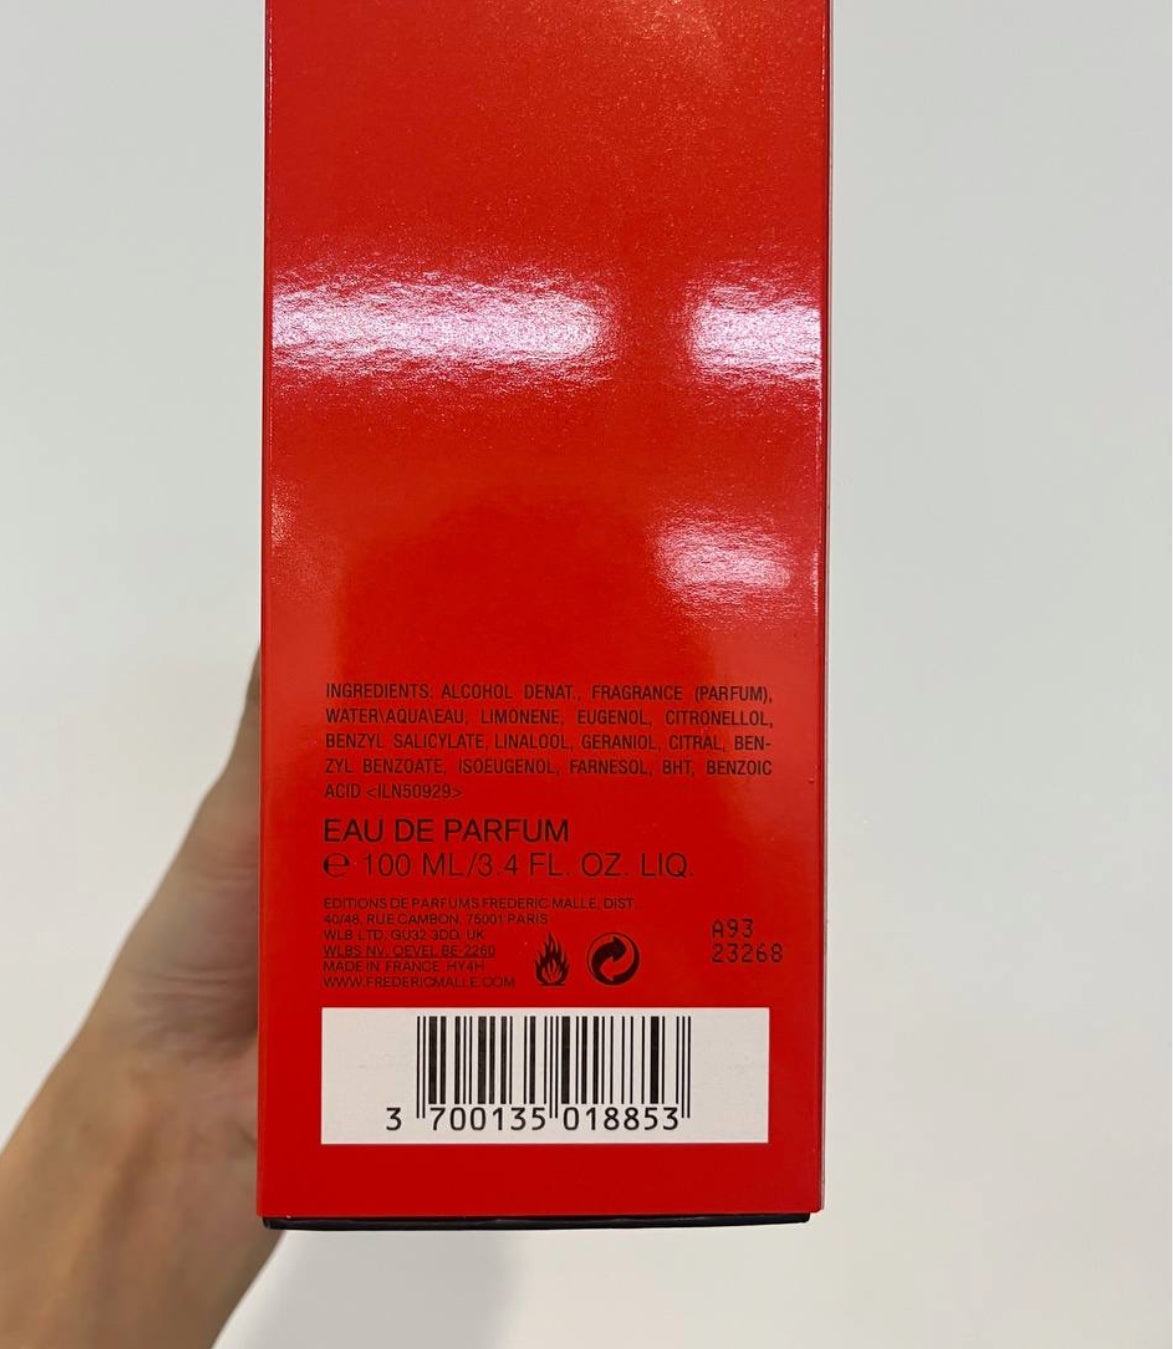 INGREDIENTS: ALCOHOL DENAT., FRAGRANCE (PARFUM),
WATER\AQUA\EAU, LIMONENE, EUGENOL, CITRONELLOL,
BENZYL SALICYLATE, LINALOOL, GERANIOL, CITRAL, BEN-
ZYL BENZOATE, ISOEUGENOL, FARNESOL, BHT, BENZOIC
ACID <ILN50929>
EAU DE PARFUM
℮ 100 ML/3.4 FL. OZ. LIQ.
EDITIONS DE PARFUMS FREDERIC MALLE, DIST.
40/48, RUE CAMBON, 75001 PARIS
WLB LTD, GU32 3DD, UK
WLBS NV. OEVEL BE-2260
MADE IN FRANCE HY4H
WWW.FREDERICMALLE.COM
A93
23268
3 700135 018853